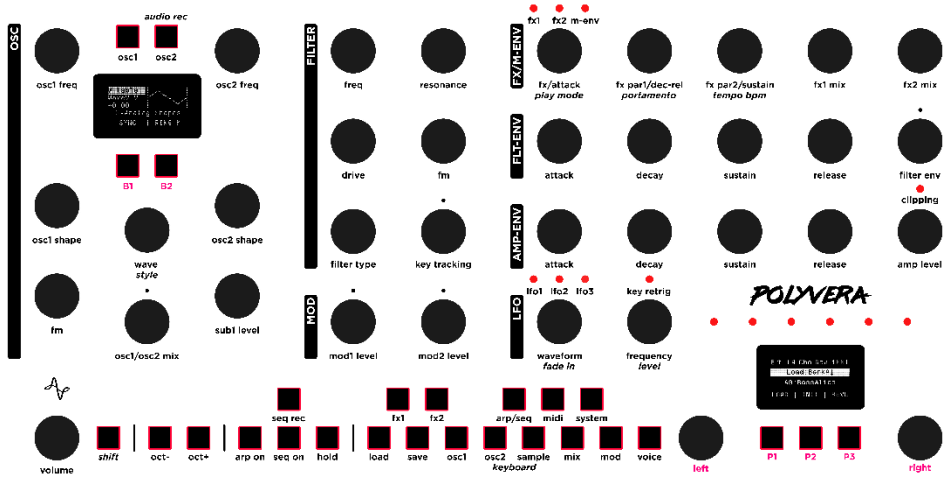 OSC
audio rec
osc1 osc2
osc1 freq osc2 freq
B1 B2
osc1 shape osc2 shape
wave
style
fm sub1 level
osc1/osc2 mix
FILTER
freq resonance
drive fm
filter type key tracking
MOD
mod1 level mod2 level
FX/M-ENV
fx1 fx2 m-env
fx/attack fx par1/dec-rel fx par2/sustain fx1 mix fx2 mix
play mode portamento tempo bpm
FLT-ENV
attack decay sustain release filter env
clipping
AMP-ENV
attack decay sustain release amp level
LFO
lfo1 lfo2 lfo3 key retrig
waveform frequency
fade in level
POLYVERA
seq rec fx1 fx2 arp/seq midi system
volume shift oct- oct+ arp on seq on hold load save osc1 osc2 sample mix mod voice
keyboard
left P1 P2 P3 right